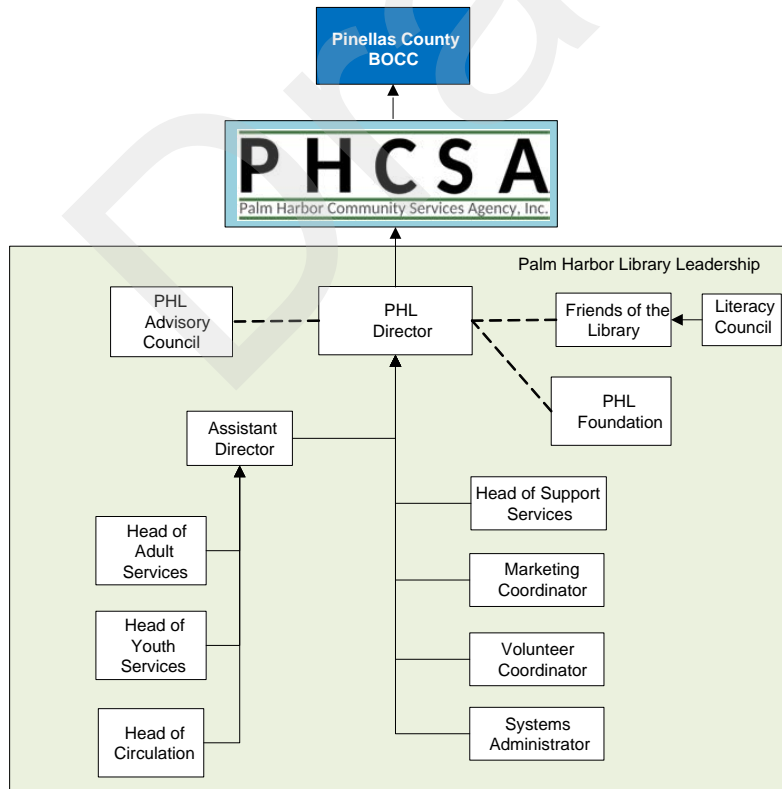 Pinellas County
BOCC
PHCSA
Palm Harbor Community Services Agency, Inc.
Palm Harbor Library Leadership
PHL
Advisory
Council
PHL
Director
Friends of the
Library
Literacy
Council
PHL
Foundation
Assistant
Director
Head of Support
Services
Head of
Adult
Services
Marketing
Coordinator
Head of
Youth
Services
Volunteer
Coordinator
Head of
Circulation
Systems
Administrator